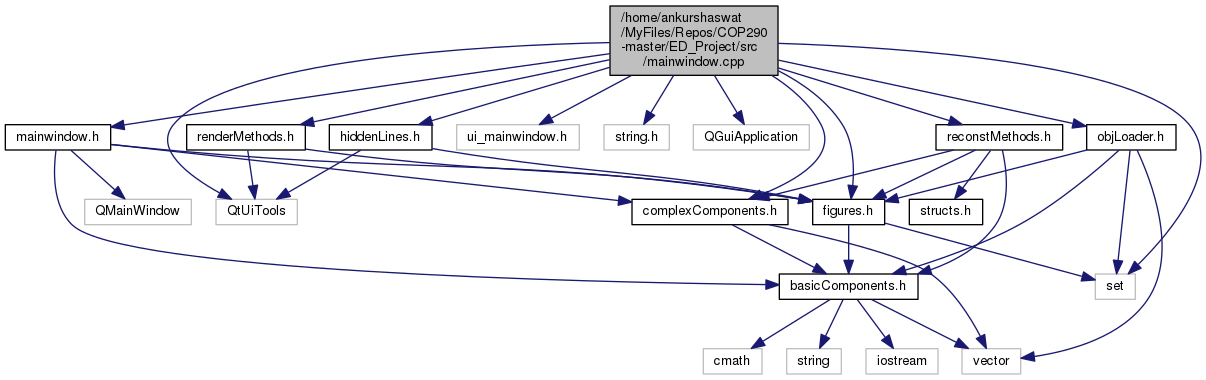 /home/ankurshaswat
/MyFiles/Repos/COP290
-master/ED_Project/src
/mainwindow.cpp
mainwindow.h
renderMethods.h
hiddenLines.h
ui_mainwindow.h
string.h
QGuiApplication
reconstMethods.h
objLoader.h
QMainWindow
QtUiTools
complexComponents.h
figures.h
structs.h
basicComponents.h
set
cmath
string
iostream
vector